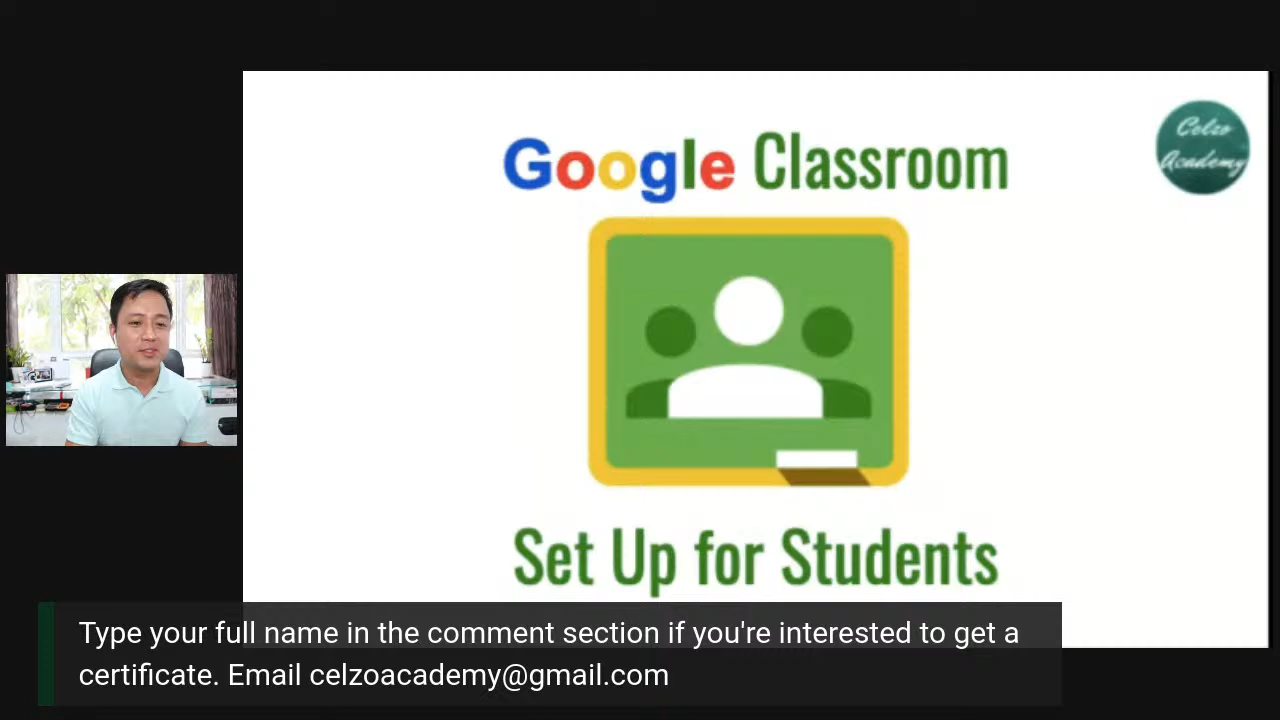 Google Classroom
Celzo
Academy
Set Up for Students
Type your full name in the comment section if you're interested to get a
certificate. Email celzoacademy@gmail.com